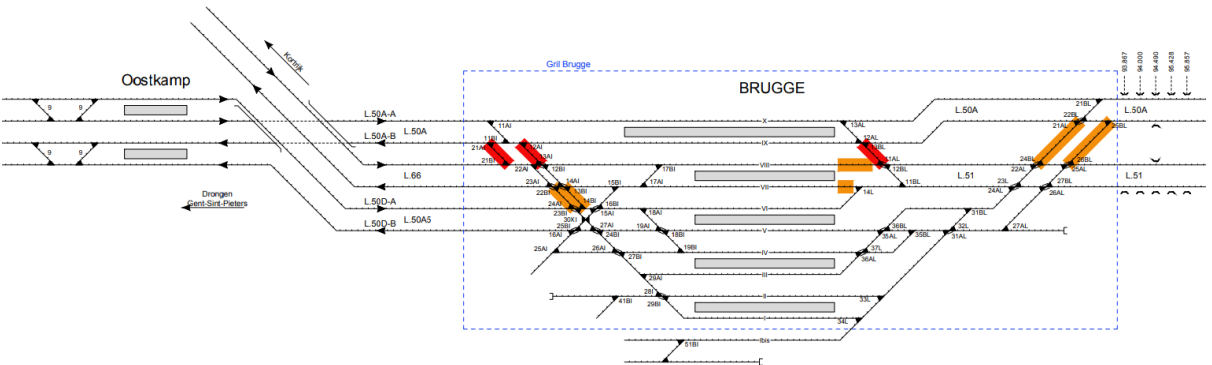 Kortrijk
Gril Brugge
Oostkamp
BRUGGE
93.867
94.000
94.490
95.428
95.857
9
9
L.50A-A
11AI
X
13AL
L.50A
21BL
L.50A
22BL
21AL
25BL
L.50A
L.50A-B
11BI
12AI
IX
12AL
13BL
9
9
21BI
13AI
22AI
12BI
17BI
VIII
11AL
12BL
24BL
22AL
26BL
25AL
L.66
23AI
14AI
22BI
13BI
15BI
17AI
VII
14L
11BL
L.51
23L
24AL
27BL
26AL
L.51
Drongen
Gent-Sint-Pieters
L.50D-A
24AI
14BI
23BI
16BI
15AI
18AI
VI
31BL
L.50D-B
L.50A5
30XI
25BI
16AI
27AI
24BI
19AI
18BI
V
36BL
35AL
35BL
32L
31AL
27AL
25AI
26AI
27BI
19BI
IV
37L
36AL
29AI
III
28I
29BI
41BI
II
33L
I
34L
51BI
Ibis